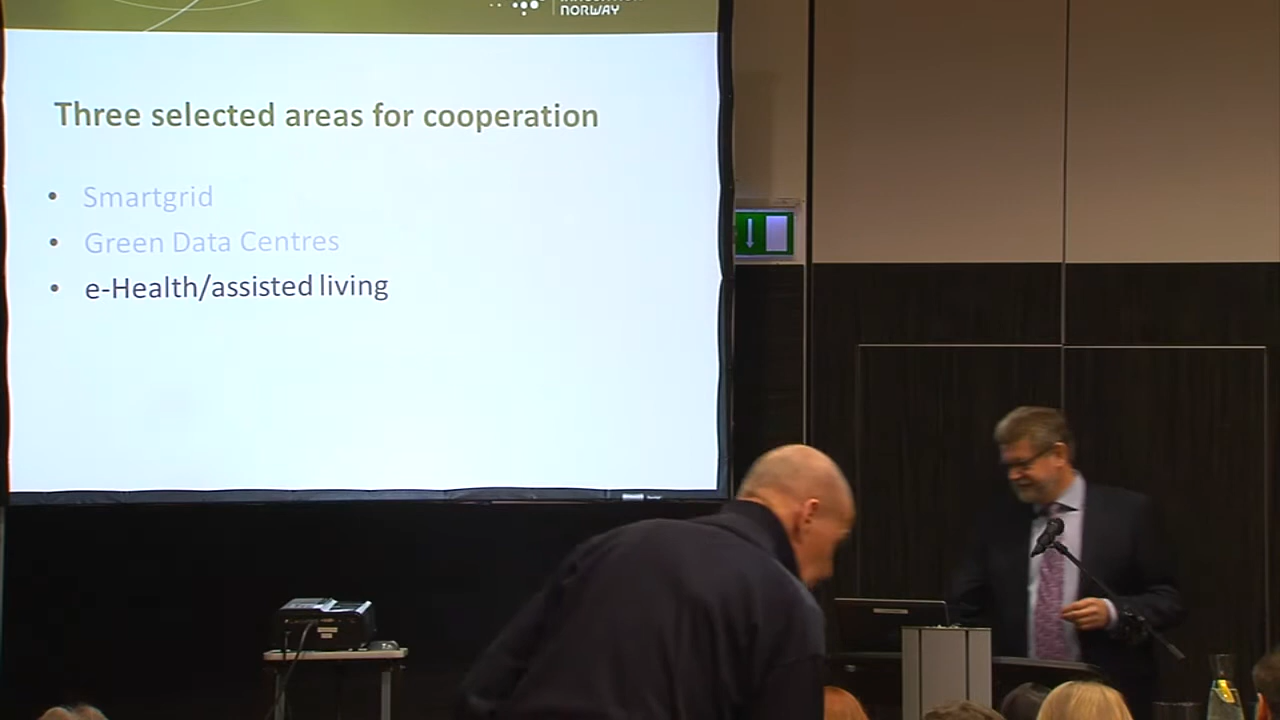 NORWAY
Three selected areas for cooperation
• Smartgrid
• Green Data Centres
• e-Health/assisted living